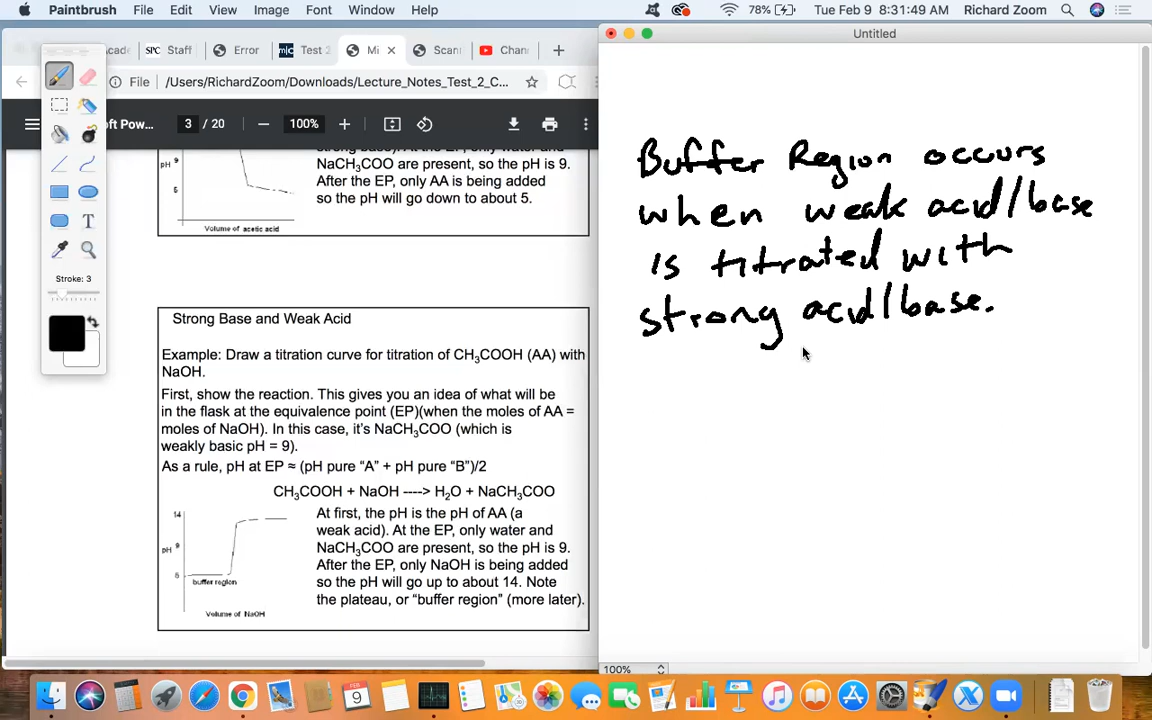 Paintbrush File Edit View Image Font Window Help 78% Tue Feb 9 8:31:49 AM Richard Zoom
Acade SPC Staff Error Test 2 Mi Scan Chan
File /Users/RichardZoom/Downloads/Lecture_Notes_Test_2_C...
oft Pow... 3 / 20 100%
NaCH₃COO are present, so the pH is 9.
After the EP, only AA is being added
so the pH will go down to about 5.
pH 9
5
Volume of acetic acid
Strong Base and Weak Acid
Example: Draw a titration curve for titration of CH₃COOH (AA) with
NaOH.
First, show the reaction. This gives you an idea of what will be
in the flask at the equivalence point (EP)(when the moles of AA =
moles of NaOH). In this case, it's NaCH₃COO (which is
weakly basic pH = 9).
As a rule, pH at EP ≈ (pH pure “A” + pH pure “B”)/2
CH₃COOH + NaOH ----> H₂O + NaCH₃COO
At first, the pH is the pH of AA (a
weak acid). At the EP, only water and
NaCH₃COO are present, so the pH is 9.
After the EP, only NaOH is being added
so the pH will go up to about 14. Note
the plateau, or “buffer region” (more later).
14
pH 9
buffer region
Volume of NaOH
Stroke: 3
Untitled
Buffer Region occurs
when weak acid/base
is titrated with
strong acid/base.
100%
FEB
9